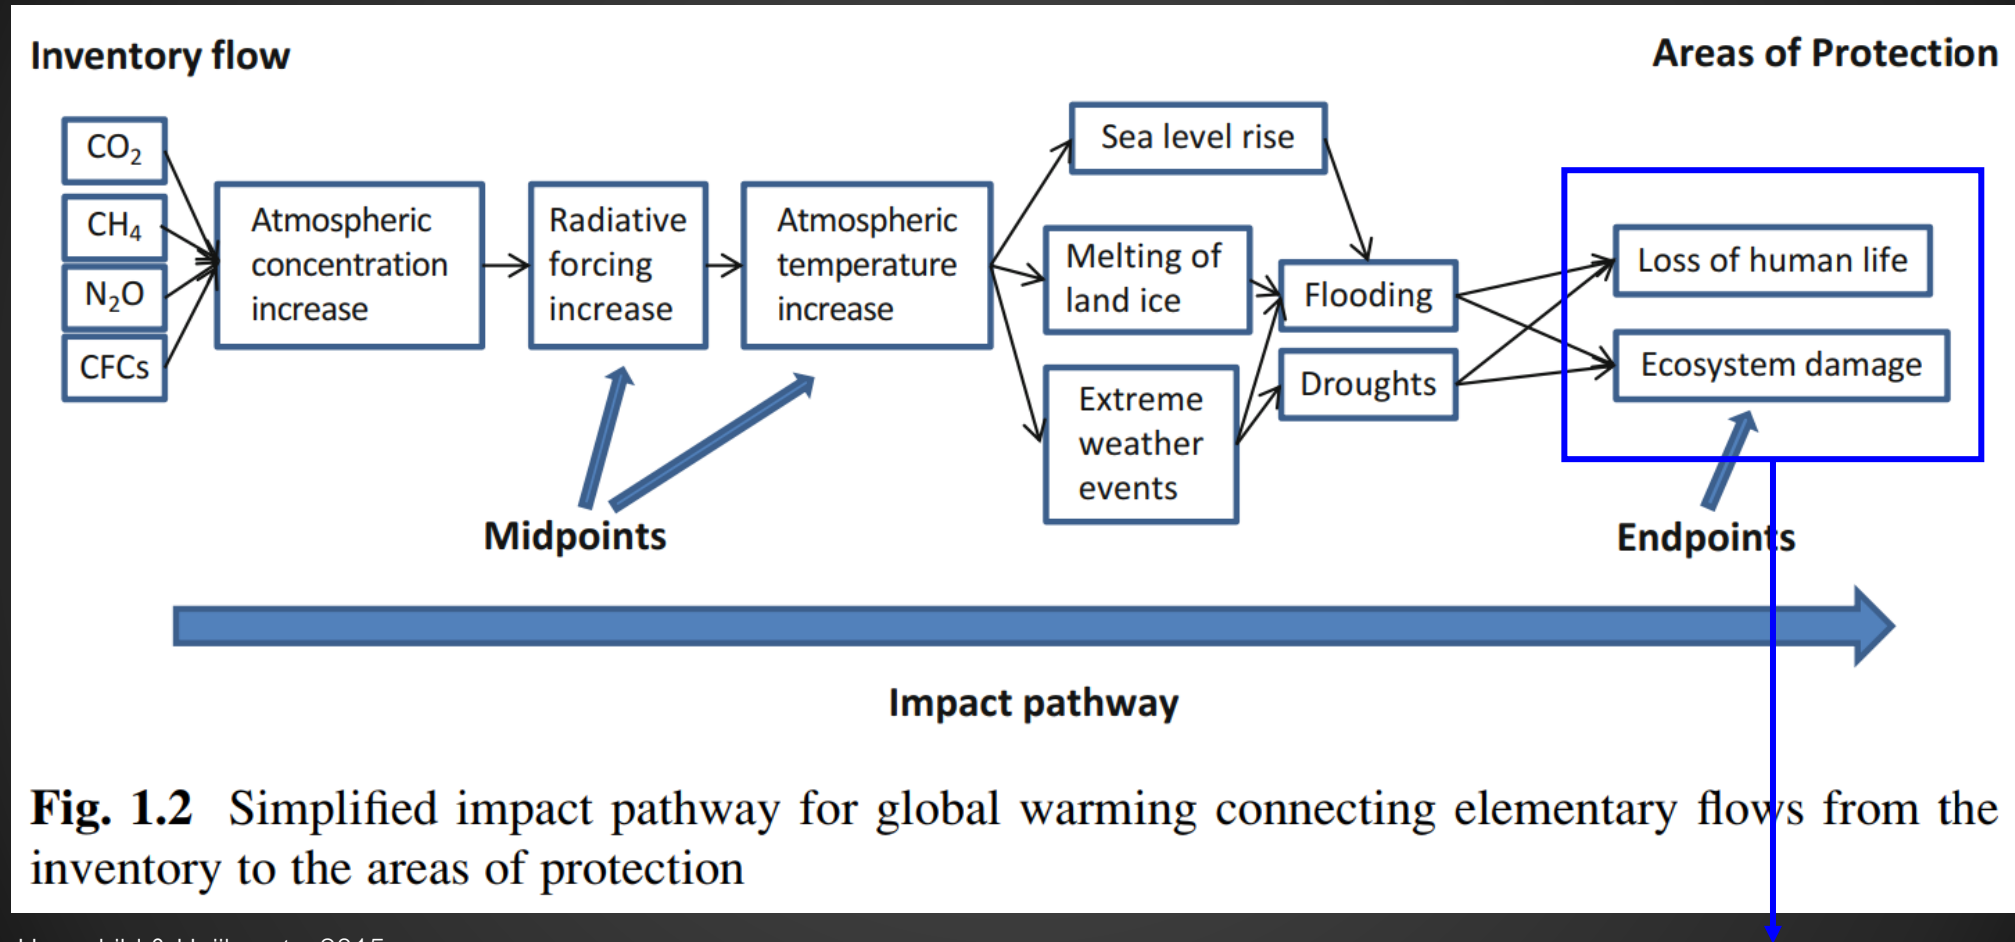 Inventory flow
Areas of Protection
CO₂
CH₄
N₂O
CFCs
Atmospheric
concentration
increase
Radiative
forcing
increase
Atmospheric
temperature
increase
Sea level rise
Melting of
land ice
Extreme
weather
events
Flooding
Droughts
Loss of human life
Ecosystem damage
Midpoints
Endpoints
Impact pathway
Fig. 1.2 Simplified impact pathway for global warming connecting elementary flows from the
inventory to the areas of protection
2015